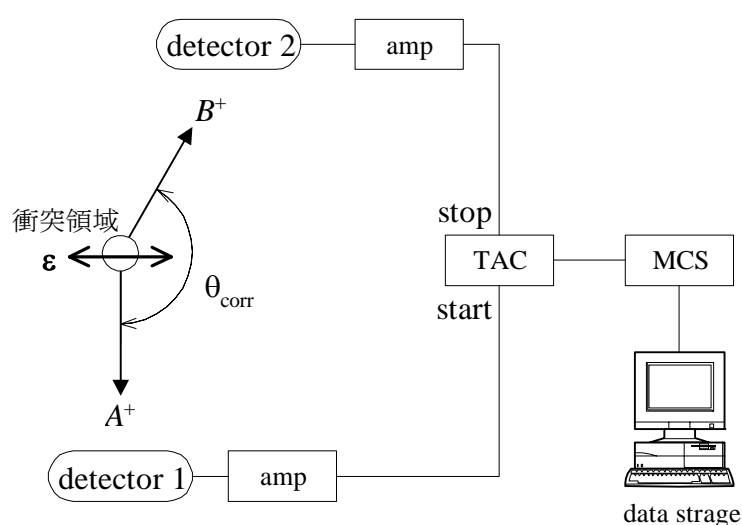 detector 2
amp
B+
衝突領域
ε
θcorr
A+
stop
TAC
MCS
start
detector 1
amp
data strage